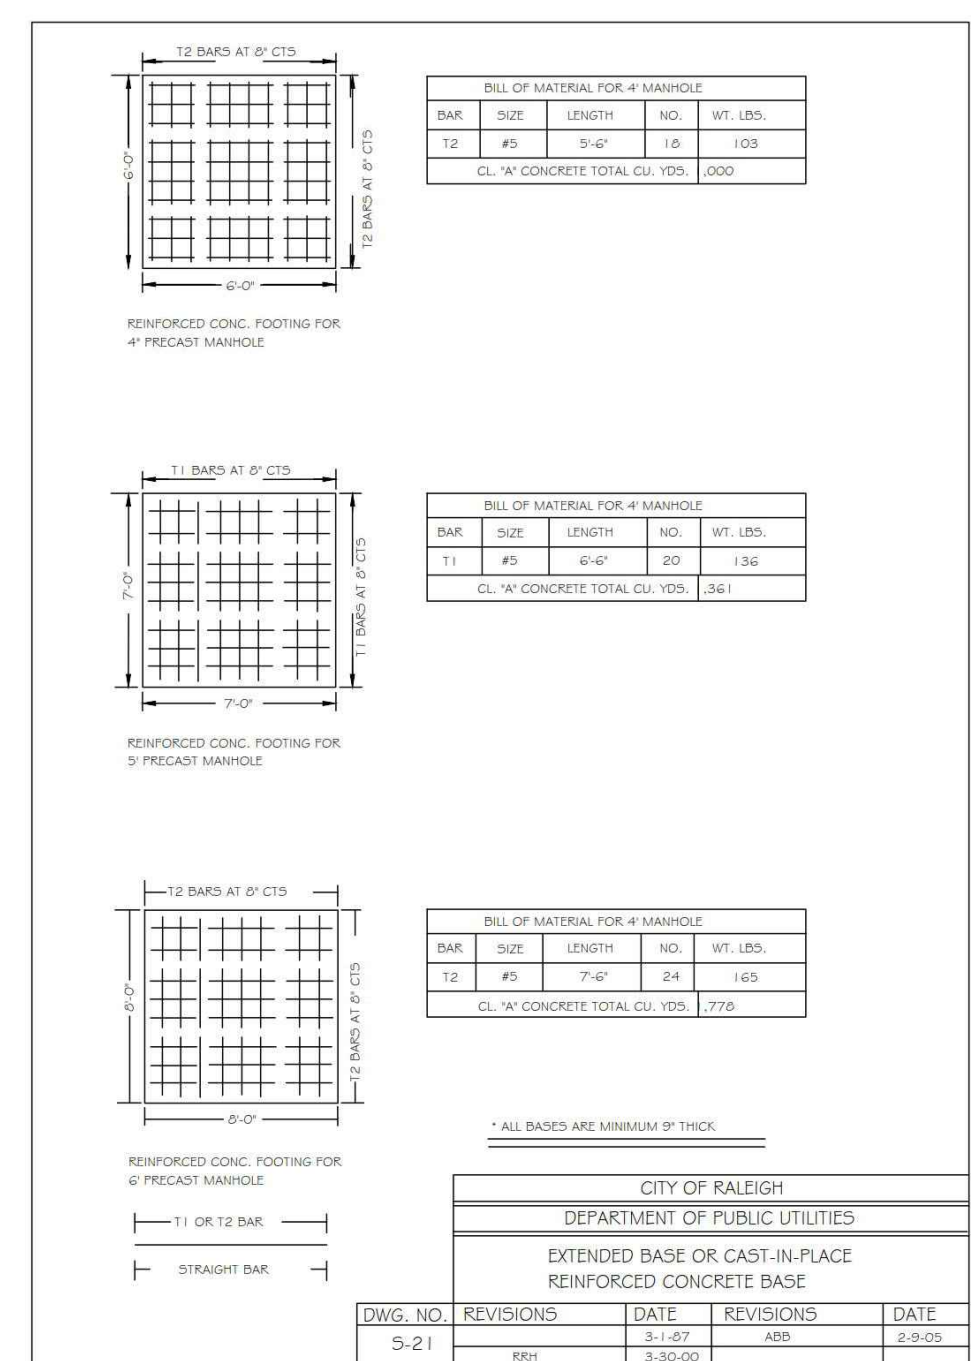 T2 BARS AT 8" CTS
6'-0"
T2 BARS AT 8" CTS
6'-0"
REINFORCED CONC. FOOTING FOR
4" PRECAST MANHOLE
BILL OF MATERIAL FOR 4' MANHOLE
BAR SIZE LENGTH NO. WT. LBS.
T2 #5 5'-6" 18 103
CL. "A" CONCRETE TOTAL CU. YDS. ,000
T1 BARS AT 8" CTS
7'-0"
T1 BARS AT 8" CTS
7'-0"
REINFORCED CONC. FOOTING FOR
5' PRECAST MANHOLE
BILL OF MATERIAL FOR 4' MANHOLE
BAR SIZE LENGTH NO. WT. LBS.
T1 #5 6'-6" 20 136
CL. "A" CONCRETE TOTAL CU. YDS. ,361
T2 BARS AT 8" CTS
8'-0"
T2 BARS AT 8" CTS
8'-0"
REINFORCED CONC. FOOTING FOR
6' PRECAST MANHOLE
BILL OF MATERIAL FOR 4' MANHOLE
BAR SIZE LENGTH NO. WT. LBS.
T2 #5 7'-6" 24 165
CL. "A" CONCRETE TOTAL CU. YDS. ,778
T1 OR T2 BAR
STRAIGHT BAR
* ALL BASES ARE MINIMUM 9" THICK
CITY OF RALEIGH
DEPARTMENT OF PUBLIC UTILITIES
EXTENDED BASE OR CAST-IN-PLACE
REINFORCED CONCRETE BASE
DWG. NO. REVISIONS DATE REVISIONS DATE
S-21 3-1-87 ABB 2-9-05
RRH 3-30-00